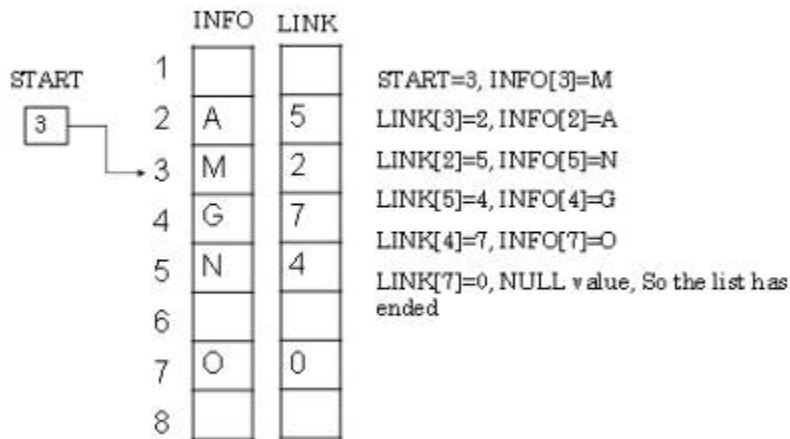 INFO LINK
1
START
START=3, INFO[3]=M
2 A 5
LINK[3]=2, INFO[2]=A
3
3 M 2
LINK[2]=5, INFO[5]=N
4 G 7
LINK[5]=4, INFO[4]=G
LINK[4]=7, INFO[7]=O
5 N 4
LINK[7]=0, NULL value, So the list has
ended
6
7 O 0
8